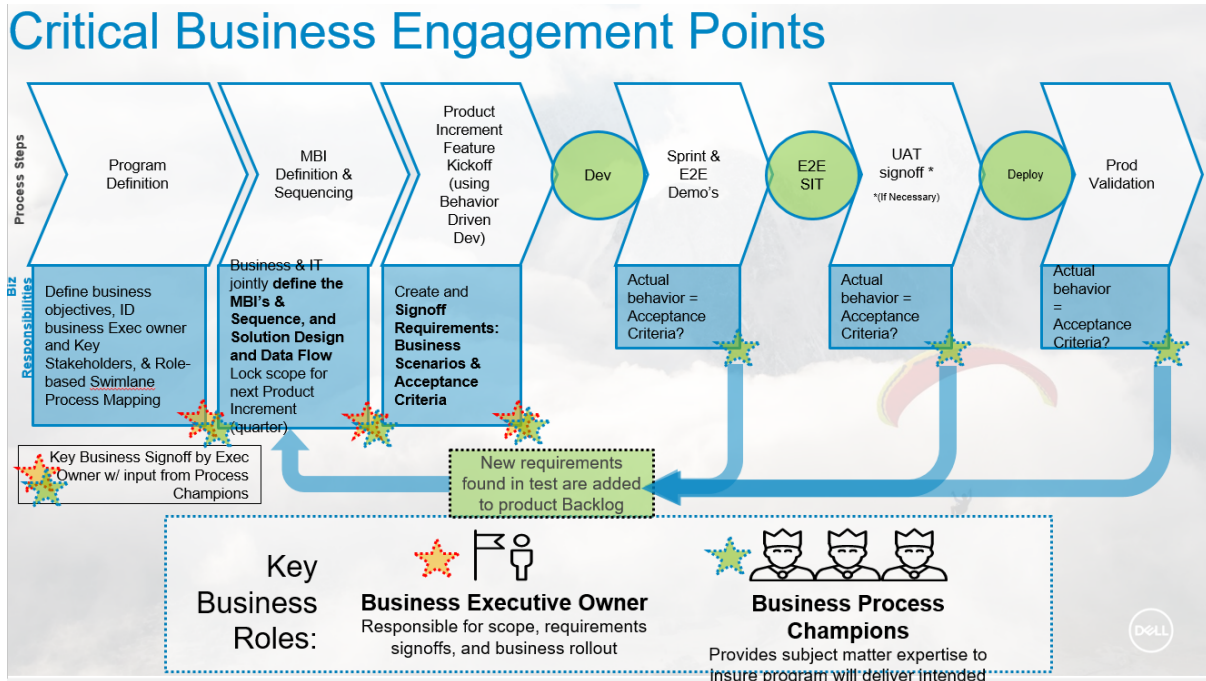 Critical Business Engagement Points
Process Steps
Program
Definition
MBI
Definition &
Sequencing
Product
Increment
Feature
Kickoff
(using
Behavior
Driven
Dev)
Dev
Sprint &
E2E
Demo's
E2E
SIT
UAT
signoff *
*(If Necessary)
Deploy
Prod
Validation
Biz
Responsibilities
Define business
objectives, ID
business Exec owner
and Key
Stakeholders, & Role-
based Swimlane
Process Mapping
Business & IT
jointly define the
MBI's &
Sequence, and
Solution Design
and Data Flow
Lock scope for
next Product
Increment
(quarter)
Create and
Signoff
Requirements:
Business
Scenarios &
Acceptance
Criteria
Actual
behavior =
Acceptance
Criteria?
Actual
behavior =
Acceptance
Criteria?
Actual
behavior
=
Acceptance
Criteria?
Key Business Signoff by Exec
Owner w/ input from Process
Champions
New requirements
found in test are added
to product Backlog
Key
Business
Roles:
Business Executive Owner
Responsible for scope, requirements
signoffs, and business rollout
Business Process
Champions
Provides subject matter expertise to
insure program will deliver intended
DELL